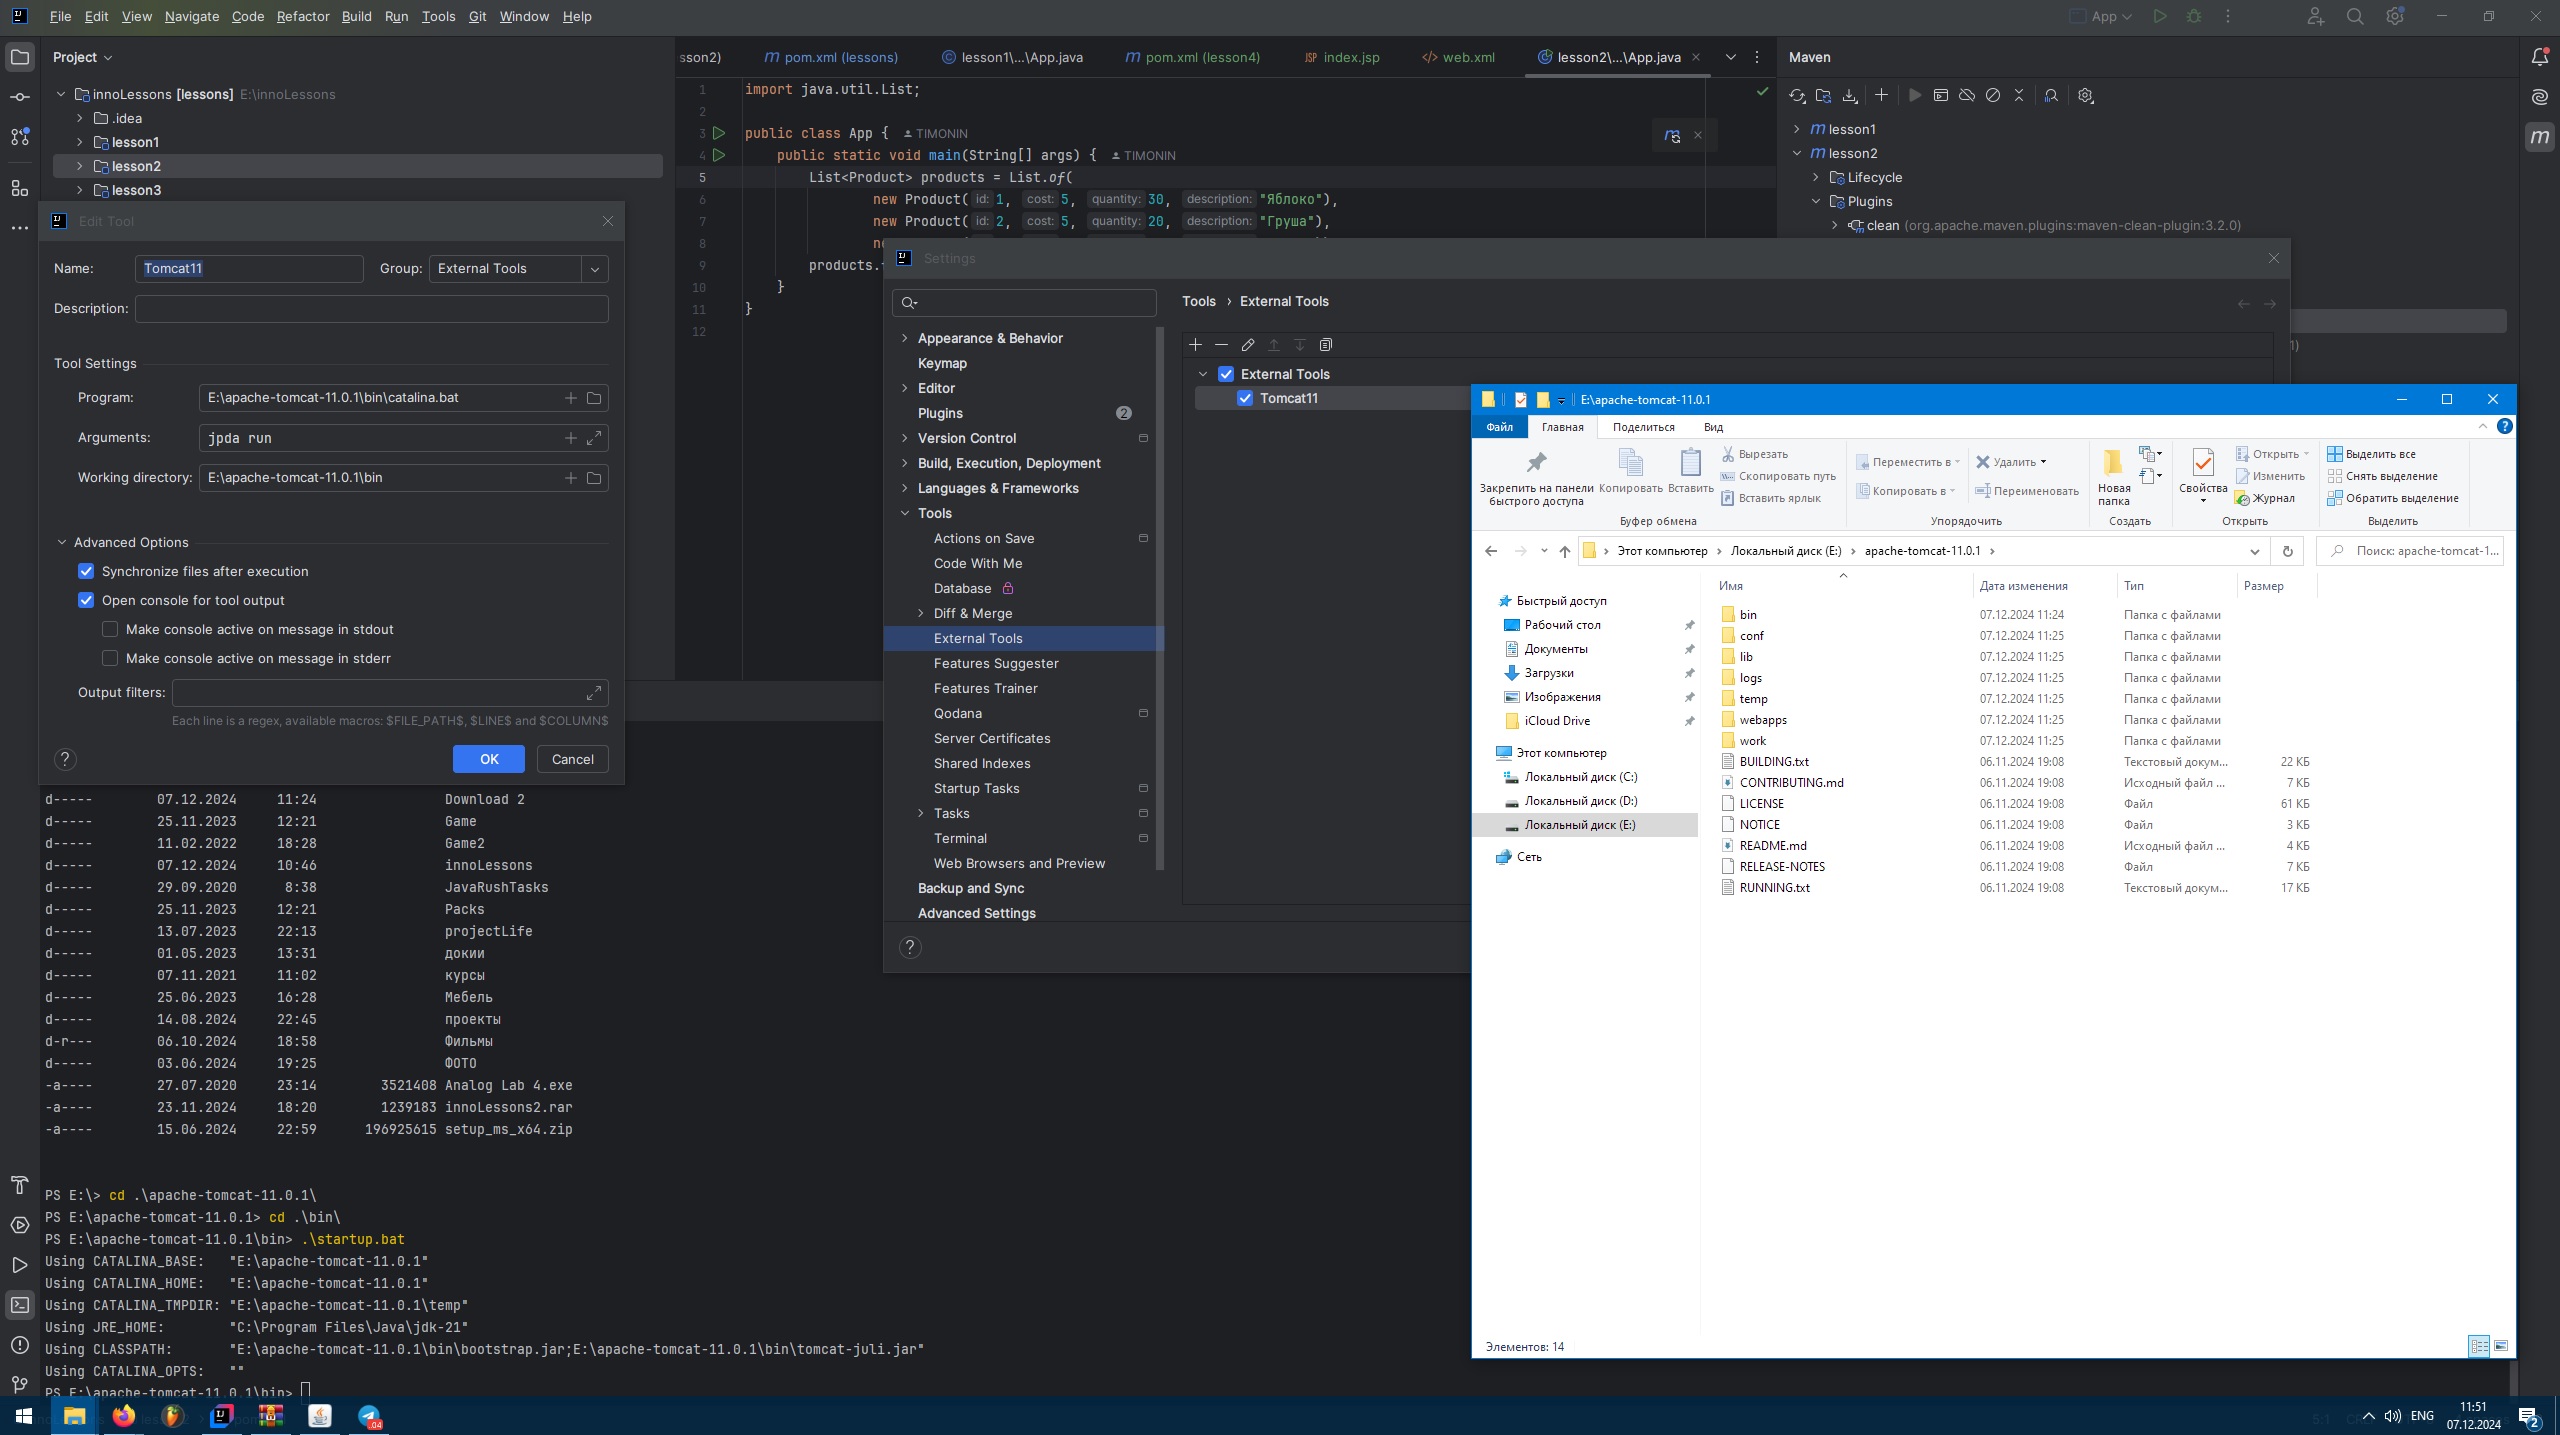 File Edit View Navigate Code Refactor Build Run Tools Git Window Help
App
Project
sson2) pom.xml (lessons) lesson1\...\App.java pom.xml (lesson4) index.jsp web.xml lesson2\...\App.java
Maven
innoLessons [lessons] E:\innoLessons
.idea
lesson1
lesson2
lesson3
1 import java.util.List;
2
3 public class App { TIMONIN
4 public static void main(String[] args) { TIMONIN
5 List<Product> products = List.of(
6 new Product( id: 1, cost: 5, quantity: 30, description: "Яблоко"),
7 new Product( id: 2, cost: 5, quantity: 20, description: "Груша"),
8
9 products.
10 }
11 }
12
lesson1
lesson2
Lifecycle
Plugins
clean (org.apache.maven.plugins:maven-clean-plugin:3.2.0)
Edit Tool
Name: Tomcat11 Group: External Tools
Description:
Tool Settings
Program: E:\apache-tomcat-11.0.1\bin\catalina.bat
Arguments: jpda run
Working directory: E:\apache-tomcat-11.0.1\bin
Advanced Options
Synchronize files after execution
Open console for tool output
Make console active on message in stdout
Make console active on message in stderr
Output filters:
Each line is a regex, available macros: $FILE_PATH$, $LINE$ and $COLUMN$
? OK Cancel
Settings
Appearance & Behavior
Keymap
Editor
Plugins 2
Version Control
Build, Execution, Deployment
Languages & Frameworks
Tools
Actions on Save
Code With Me
Database
Diff & Merge
External Tools
Features Suggester
Features Trainer
Qodana
Server Certificates
Shared Indexes
Startup Tasks
Tasks
Terminal
Web Browsers and Preview
Backup and Sync
Advanced Settings
?
Tools › External Tools
External Tools
Tomcat11
E:\apache-tomcat-11.0.1
Файл Главная Поделиться Вид
Закрепить на панели быстрого доступа
Копировать
Вставить
Вырезать
Скопировать путь
Вставить ярлык
Буфер обмена
Переместить в
Копировать в
Удалить
Переименовать
Упорядочить
Новая папка
Создать
Свойства
Открыть
Изменить
Журнал
Открыть
Выделить все
Снять выделение
Обратить выделение
Выделить
Этот компьютер › Локальный диск (E:) › apache-tomcat-11.0.1 ›
Поиск: apache-tomcat-1...
Быстрый доступ
Рабочий стол
Документы
Загрузки
Изображения
iCloud Drive
Этот компьютер
Локальный диск (C:)
Локальный диск (D:)
Локальный диск (E:)
Сеть
Имя Дата изменения Тип Размер
bin 07.12.2024 11:24 Папка с файлами
conf 07.12.2024 11:25 Папка с файлами
lib 07.12.2024 11:25 Папка с файлами
logs 07.12.2024 11:25 Папка с файлами
temp 07.12.2024 11:25 Папка с файлами
webapps 07.12.2024 11:25 Папка с файлами
work 07.12.2024 11:25 Папка с файлами
BUILDING.txt 06.11.2024 19:08 Текстовый докум... 22 КБ
CONTRIBUTING.md 06.11.2024 19:08 Исходный файл ... 7 КБ
LICENSE 06.11.2024 19:08 Файл 61 КБ
NOTICE 06.11.2024 19:08 Файл 3 КБ
README.md 06.11.2024 19:08 Исходный файл ... 4 КБ
RELEASE-NOTES 06.11.2024 19:08 Файл 7 КБ
RUNNING.txt 06.11.2024 19:08 Текстовый докум... 17 КБ
Элементов: 14
d----- 07.12.2024 11:24 Download 2
d----- 25.11.2023 12:21 Game
d----- 11.02.2022 18:28 Game2
d----- 07.12.2024 10:46 innoLessons
d----- 29.09.2020 8:38 JavaRushTasks
d----- 25.11.2023 12:21 Packs
d----- 13.07.2023 22:13 projectLife
d----- 01.05.2023 13:31 докии
d----- 07.11.2021 11:02 курсы
d----- 25.06.2023 16:28 Мебель
d----- 14.08.2024 22:45 проекты
d-r--- 06.10.2024 18:58 Фильмы
d----- 03.06.2024 19:25 ФОТО
-a---- 27.07.2020 23:14 3521408 Analog Lab 4.exe
-a---- 23.11.2024 18:20 1239183 innoLessons2.rar
-a---- 15.06.2024 22:59 196925615 setup_ms_x64.zip
PS E:\> cd .\apache-tomcat-11.0.1\
PS E:\apache-tomcat-11.0.1> cd .\bin\
PS E:\apache-tomcat-11.0.1\bin> .\startup.bat
Using CATALINA_BASE: "E:\apache-tomcat-11.0.1"
Using CATALINA_HOME: "E:\apache-tomcat-11.0.1"
Using CATALINA_TMPDIR: "E:\apache-tomcat-11.0.1\temp"
Using JRE_HOME: "C:\Program Files\Java\jdk-21"
Using CLASSPATH: "E:\apache-tomcat-11.0.1\bin\bootstrap.jar;E:\apache-tomcat-11.0.1\bin\tomcat-juli.jar"
Using CATALINA_OPTS: ""
PS E:\apache-tomcat-11.0.1\bin>
ENG 11:51
07.12.2024 2